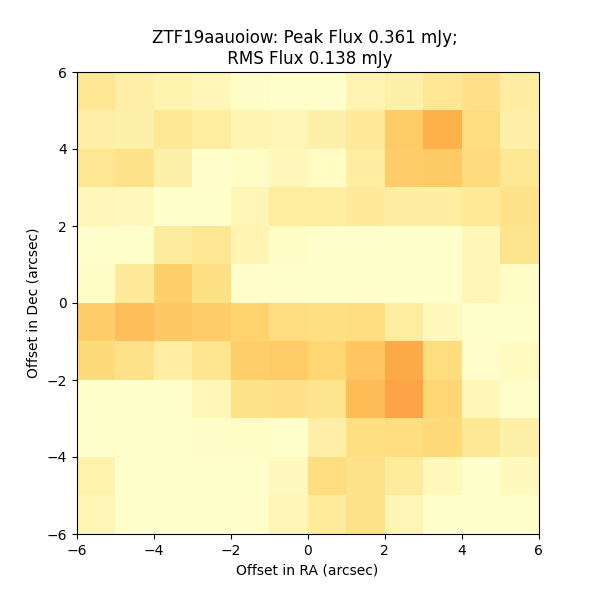 ZTF19aauoiow: Peak Flux 0.361 mJy;
RMS Flux 0.138 mJy
6
4
2
0
−2
−4
−6
Offset in Dec (arcsec)
−6 −4 −2 0 2 4 6
Offset in RA (arcsec)